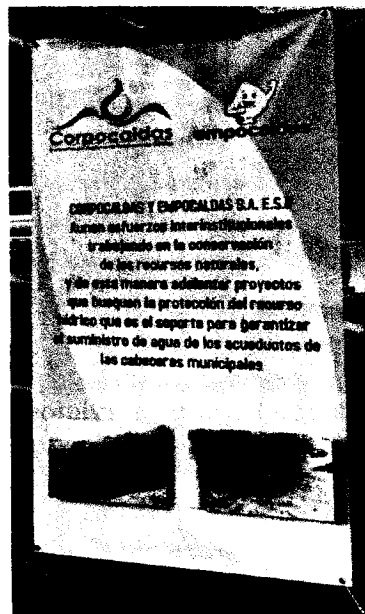 Corpocaldas empocaldas
CORPOCALDAS Y EMPOCALDAS S.A. E.S.P
Aunan esfuerzos interinstitucionales
trabajando en la conservación
de los recursos naturales,
y de esta manera adelantar proyectos
que busquen la protección del recurso
hídrico que es el soporte para garantizar
el suministro de agua de los acueductos de
las cabeceras municipales